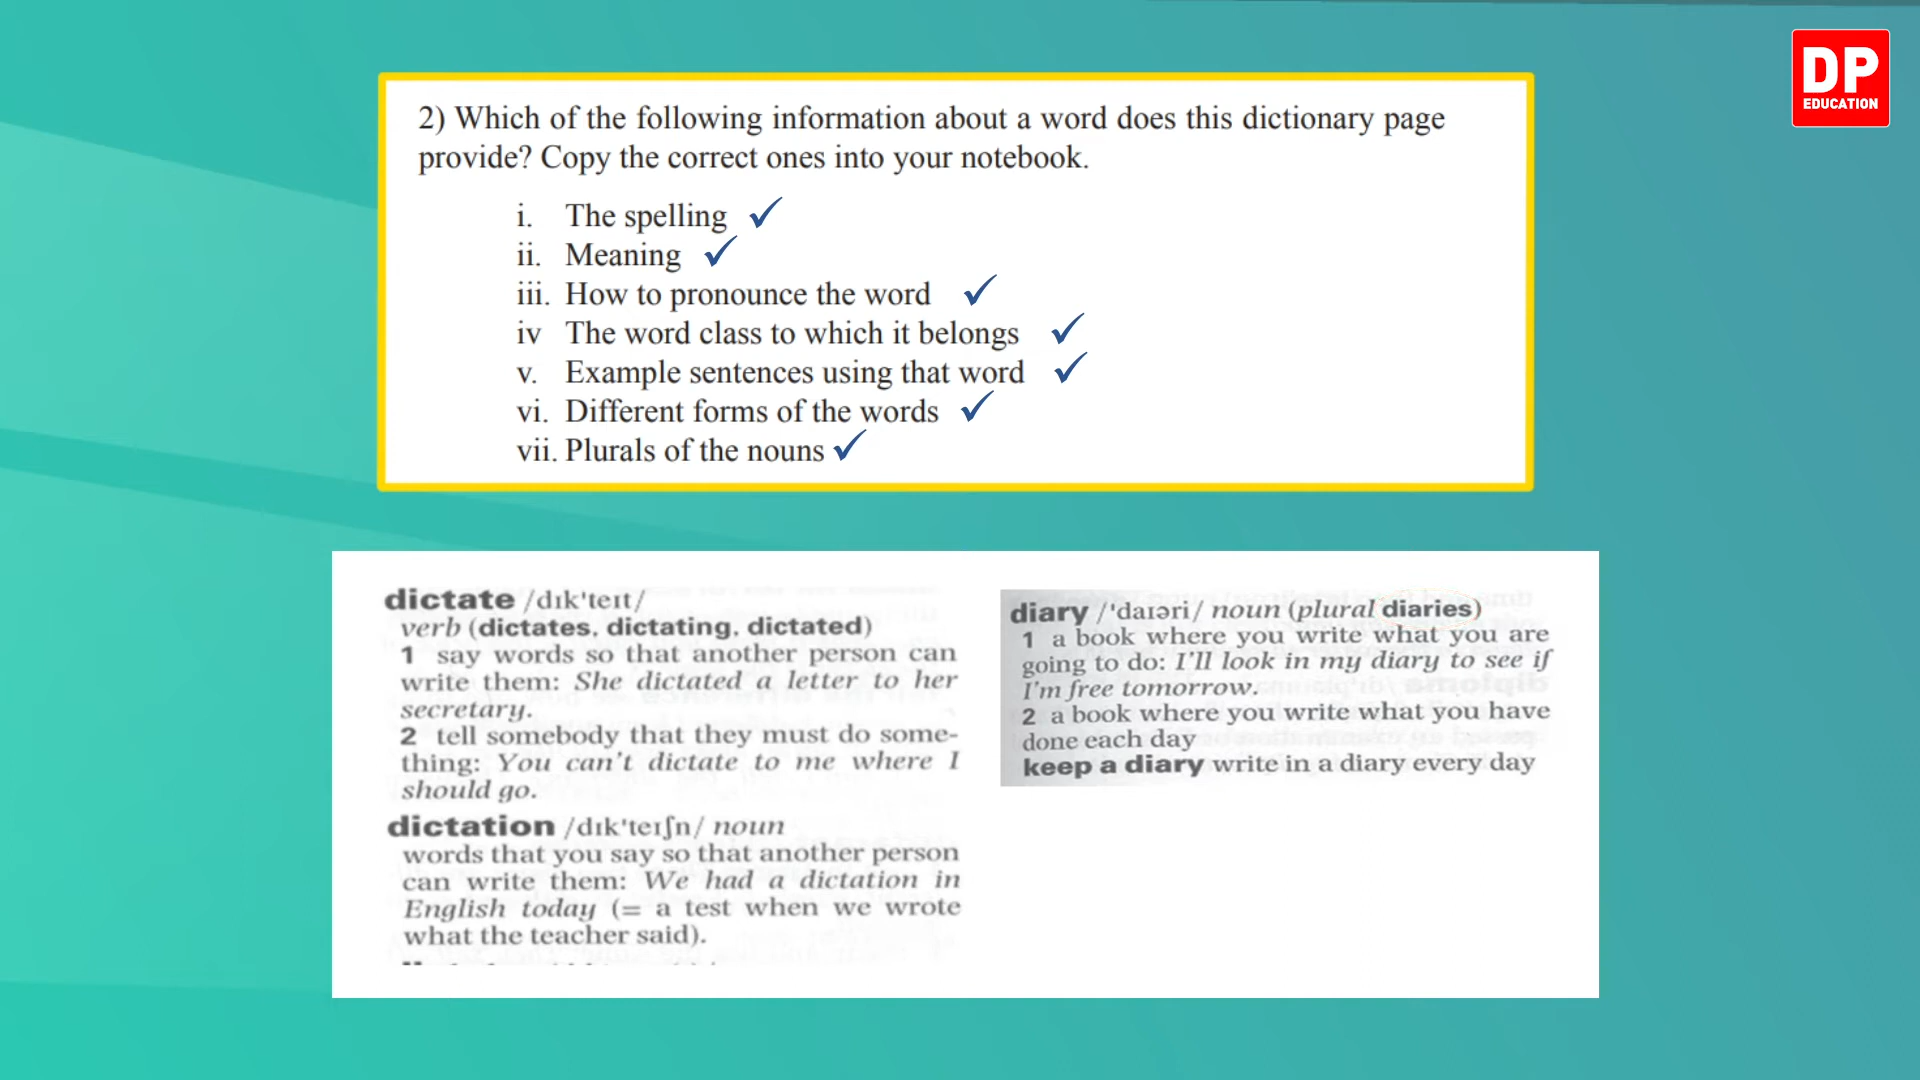 DP
EDUCATION
2) Which of the following information about a word does this dictionary page
provide? Copy the correct ones into your notebook.
i. The spelling ✓
ii. Meaning ✓
iii. How to pronounce the word ✓
iv The word class to which it belongs ✓
v. Example sentences using that word ✓
vi. Different forms of the words ✓
vii. Plurals of the nouns ✓
dictate /dɪk'teɪt/
verb (dictates, dictating, dictated)
1 say words so that another person can
write them: She dictated a letter to her
secretary.
2 tell somebody that they must do some-
thing: You can't dictate to me where I
should go.
dictation /dɪk'teɪʃn/ noun
words that you say so that another person
can write them: We had a dictation in
English today (= a test when we wrote
what the teacher said).
diary /'daɪəri/ noun (plural diaries)
1 a book where you write what you are
going to do: I'll look in my diary to see if
I'm free tomorrow.
2 a book where you write what you have
done each day
keep a diary write in a diary every day